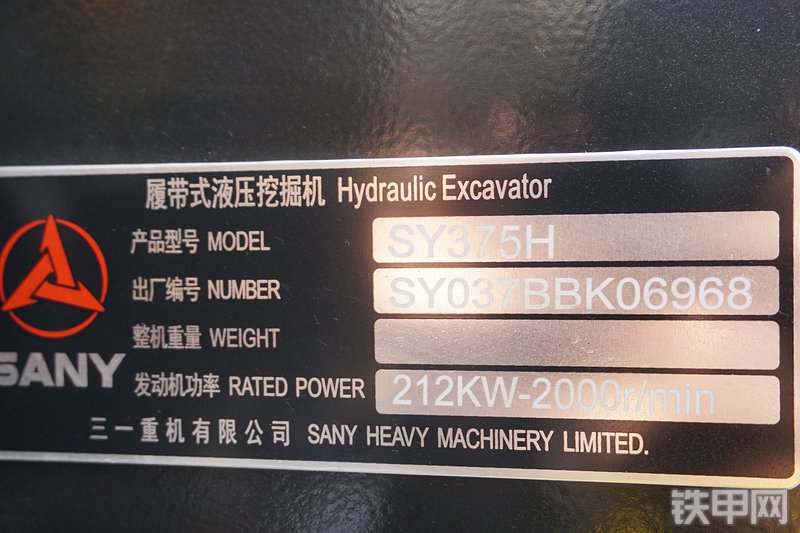 履带式液压挖掘机 Hydraulic Excavator
产品型号 MODEL SY375H
出厂编号 NUMBER SY037BBK06968
整机重量 WEIGHT
发动机功率 RATED POWER 212KW-2000r/min
SANY
三一重机有限公司 SANY HEAVY MACHINERY LIMITED.
铁甲网